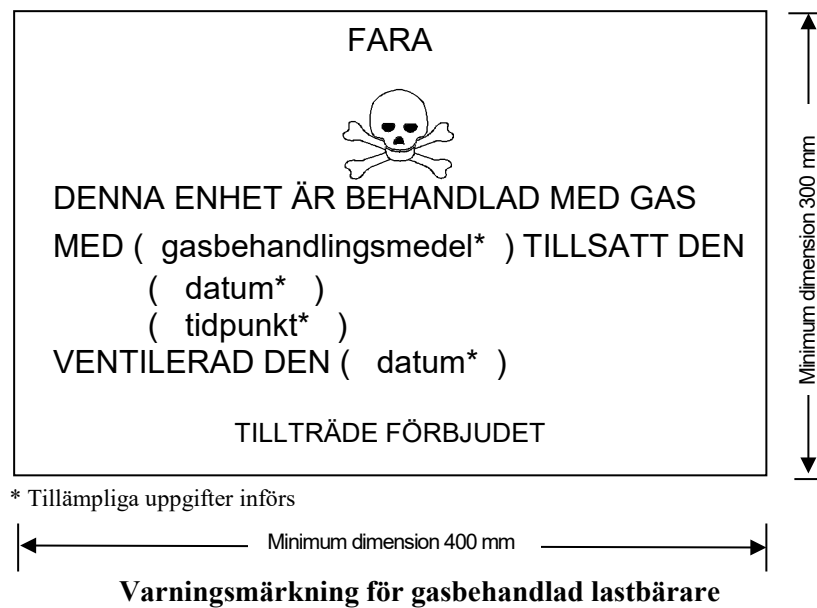 FARA
DENNA ENHET ÄR BEHANDLAD MED GAS
MED ( gasbehandlingsmedel* ) TILLSATT DEN
( datum* )
( tidpunkt* )
VENTILERAD DEN ( datum* )
TILLTRÄDE FÖRBJUDET
Minimum dimension 300 mm
* Tillämpliga uppgifter införs
Minimum dimension 400 mm
Varningsmärkning för gasbehandlad lastbärare